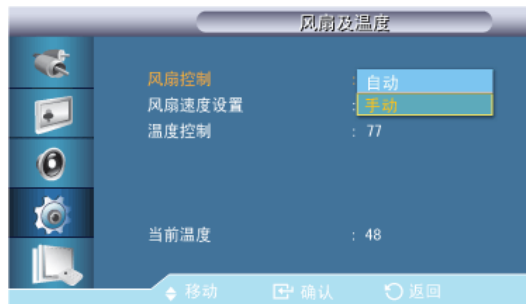 风扇及温度
风扇控制 : 自动
风扇速度设置 : 手动
温度控制 : 77
当前温度 : 48
移动 确认 返回